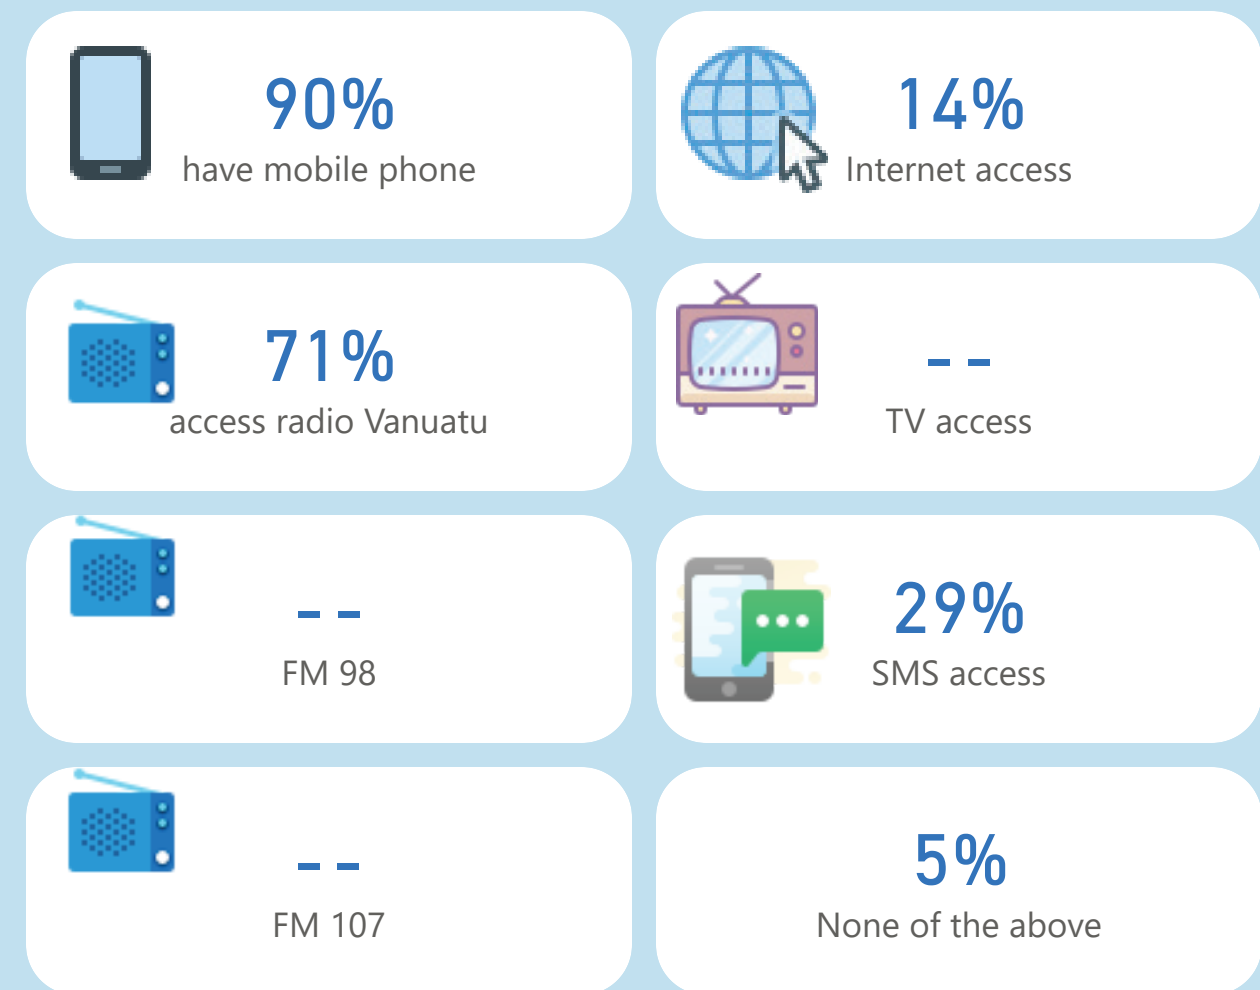 90%
have mobile phone
14%
Internet access
71%
access radio Vanuatu
--
TV access
--
FM 98
29%
SMS access
--
FM 107
5%
None of the above